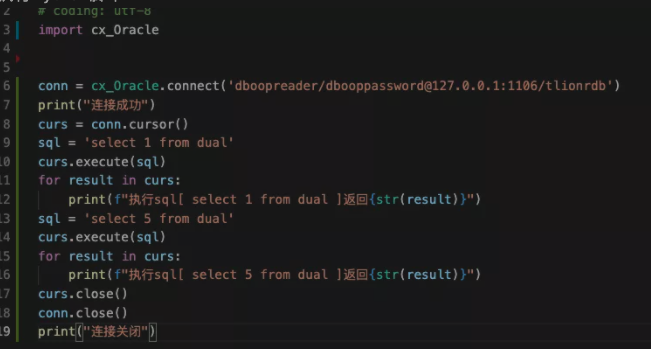 2 # coding: utf-8
3 import cx_Oracle
4
5
6 conn = cx_Oracle.connect('dboopreader/dbooppassword@127.0.0.1:1106/tlionrdb')
7 print("连接成功")
8 curs = conn.cursor()
9 sql = 'select 1 from dual'
10 curs.execute(sql)
11 for result in curs:
12     print(f"执行sql[ select 1 from dual ]返回{str(result)}")
13 sql = 'select 5 from dual'
14 curs.execute(sql)
15 for result in curs:
16     print(f"执行sql[ select 5 from dual ]返回{str(result)}")
17 curs.close()
18 conn.close()
19 print("连接关闭")